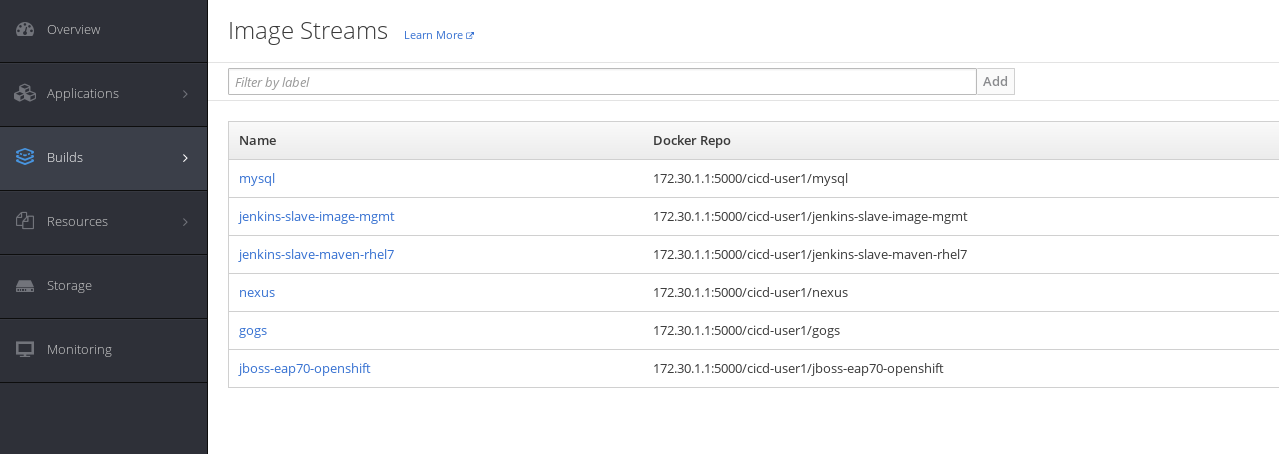 Overview
Applications
Builds
Resources
Storage
Monitoring
Image Streams Learn More
Filter by label Add
Name Docker Repo
mysql 172.30.1.1:5000/cicd-user1/mysql
jenkins-slave-image-mgmt 172.30.1.1:5000/cicd-user1/jenkins-slave-image-mgmt
jenkins-slave-maven-rhel7 172.30.1.1:5000/cicd-user1/jenkins-slave-maven-rhel7
nexus 172.30.1.1:5000/cicd-user1/nexus
gogs 172.30.1.1:5000/cicd-user1/gogs
jboss-eap70-openshift 172.30.1.1:5000/cicd-user1/jboss-eap70-openshift